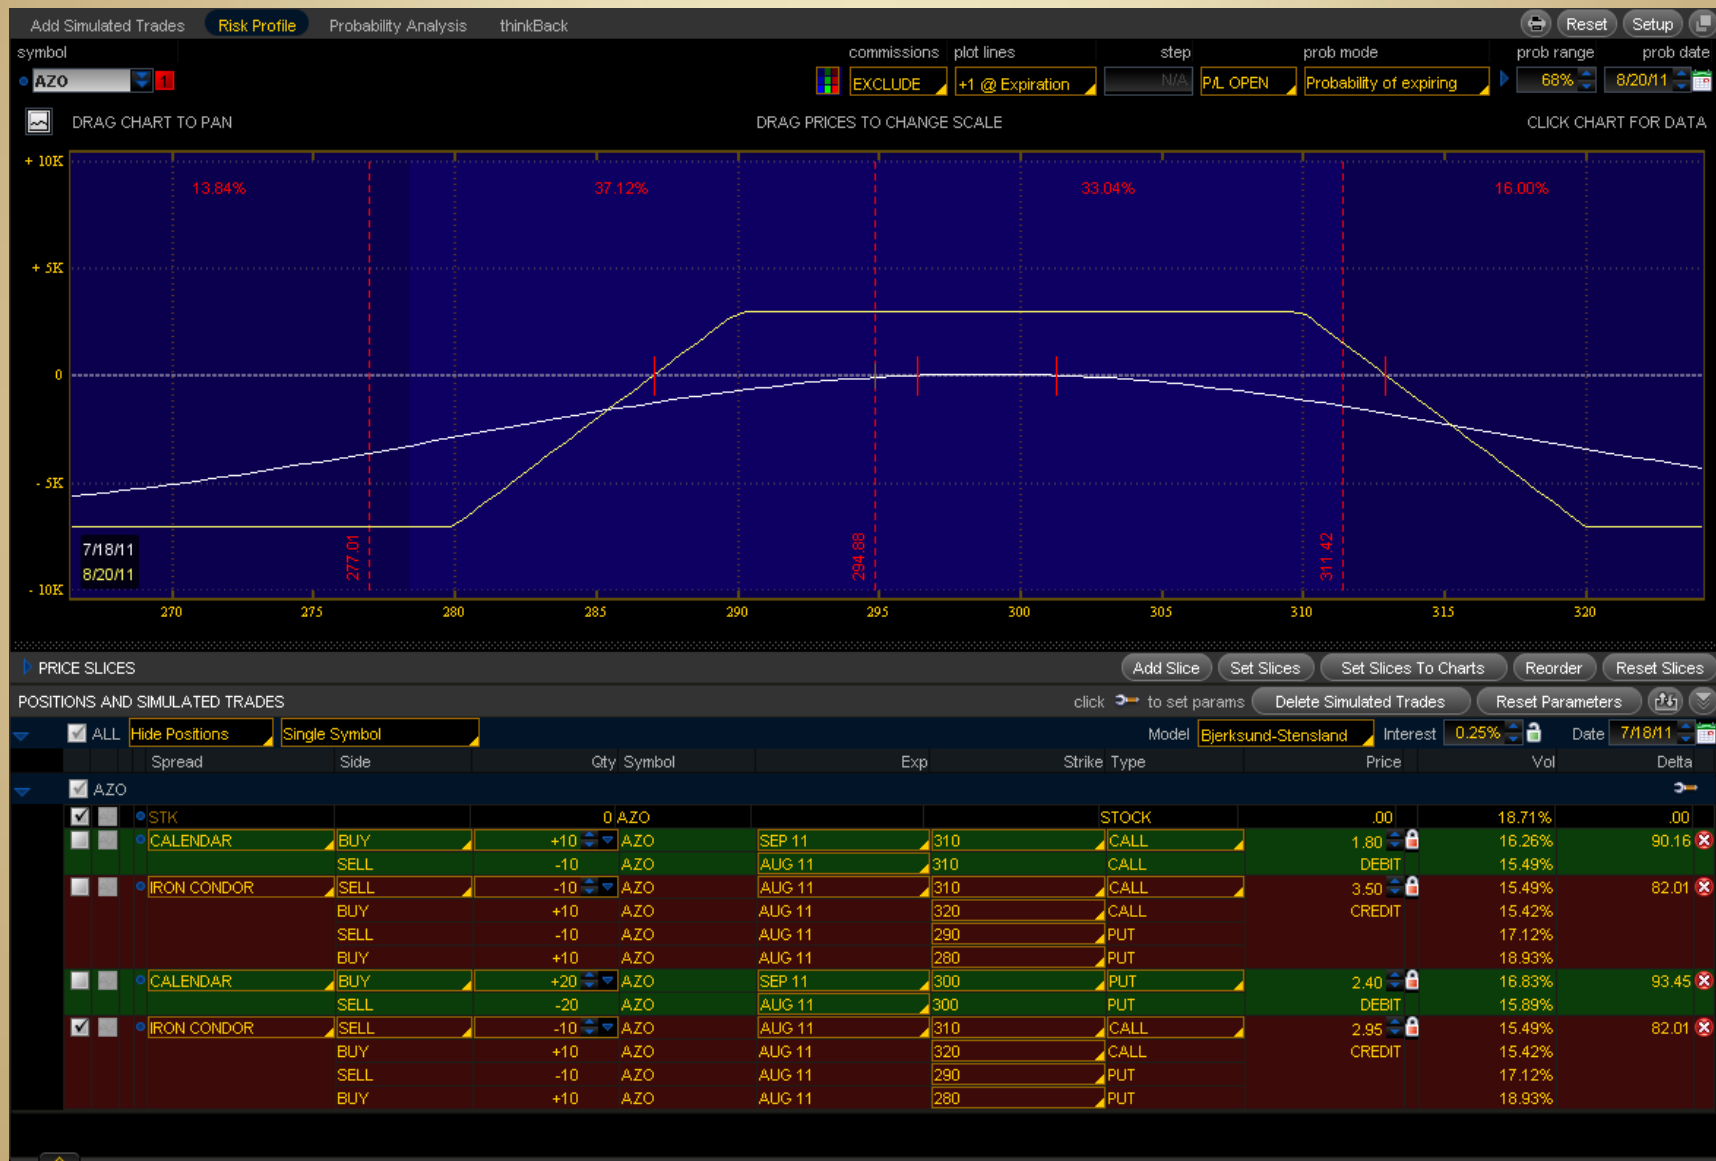 Add Simulated Trades Risk Profile Probability Analysis thinkBack Reset Setup
symbol commissions plot lines step prob mode prob range prob date
AZO 1 EXCLUDE +1 @ Expiration N/A P/L OPEN Probability of expiring 68% 8/20/11
DRAG CHART TO PAN DRAG PRICES TO CHANGE SCALE CLICK CHART FOR DATA
+ 10K
13.84% 37.12% 33.04% 16.00%
+ 5K
0
- 5K
277.01 294.88 311.42
7/18/11
8/20/11
- 10K
270 275 280 285 290 295 300 305 310 315 320
PRICE SLICES Add Slice Set Slices Set Slices To Charts Reorder Reset Slices
POSITIONS AND SIMULATED TRADES click to set params Delete Simulated Trades Reset Parameters
ALL Hide Positions Single Symbol Model Bjerksund-Stensland Interest 0.25% Date 7/18/11
Spread Side Qty Symbol Exp Strike Type Price Vol Delta
AZO
STK 0 AZO STOCK .00 18.71% .00
CALENDAR BUY +10 AZO SEP 11 310 CALL 1.80 16.26% 90.16
SELL -10 AZO AUG 11 310 CALL DEBIT 15.49%
IRON CONDOR SELL -10 AZO AUG 11 310 CALL 3.50 15.49% 82.01
BUY +10 AZO AUG 11 320 CALL CREDIT 15.42%
SELL -10 AZO AUG 11 290 PUT 17.12%
BUY +10 AZO AUG 11 280 PUT 18.93%
CALENDAR BUY +20 AZO SEP 11 300 PUT 2.40 16.83% 93.45
SELL -20 AZO AUG 11 300 PUT DEBIT 15.89%
IRON CONDOR SELL -10 AZO AUG 11 310 CALL 2.95 15.49% 82.01
BUY +10 AZO AUG 11 320 CALL CREDIT 15.42%
SELL -10 AZO AUG 11 290 PUT 17.12%
BUY +10 AZO AUG 11 280 PUT 18.93%